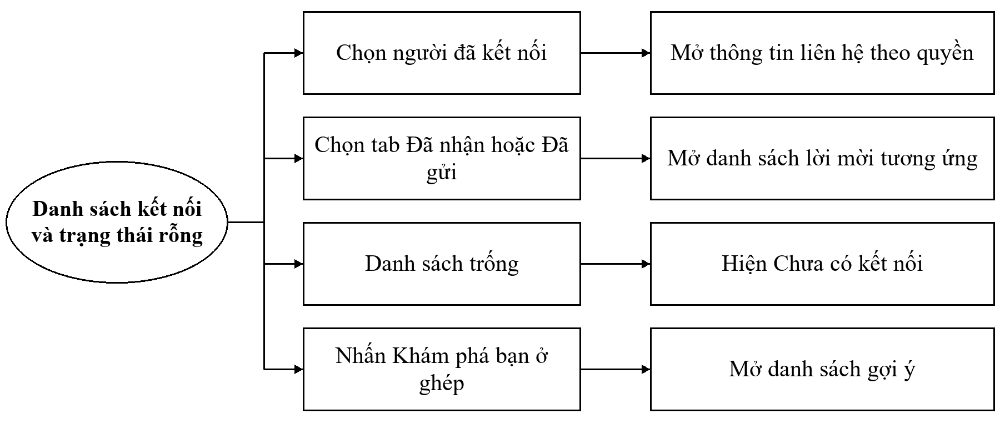 Chọn người đã kết nối
Mở thông tin liên hệ theo quyền
Chọn tab Đã nhận hoặc Đã
gửi
Mở danh sách lời mời tương ứng
Danh sách kết nối
và trạng thái rỗng
Danh sách trống
Hiện Chưa có kết nối
Nhấn Khám phá bạn ở
ghép
Mở danh sách gợi ý